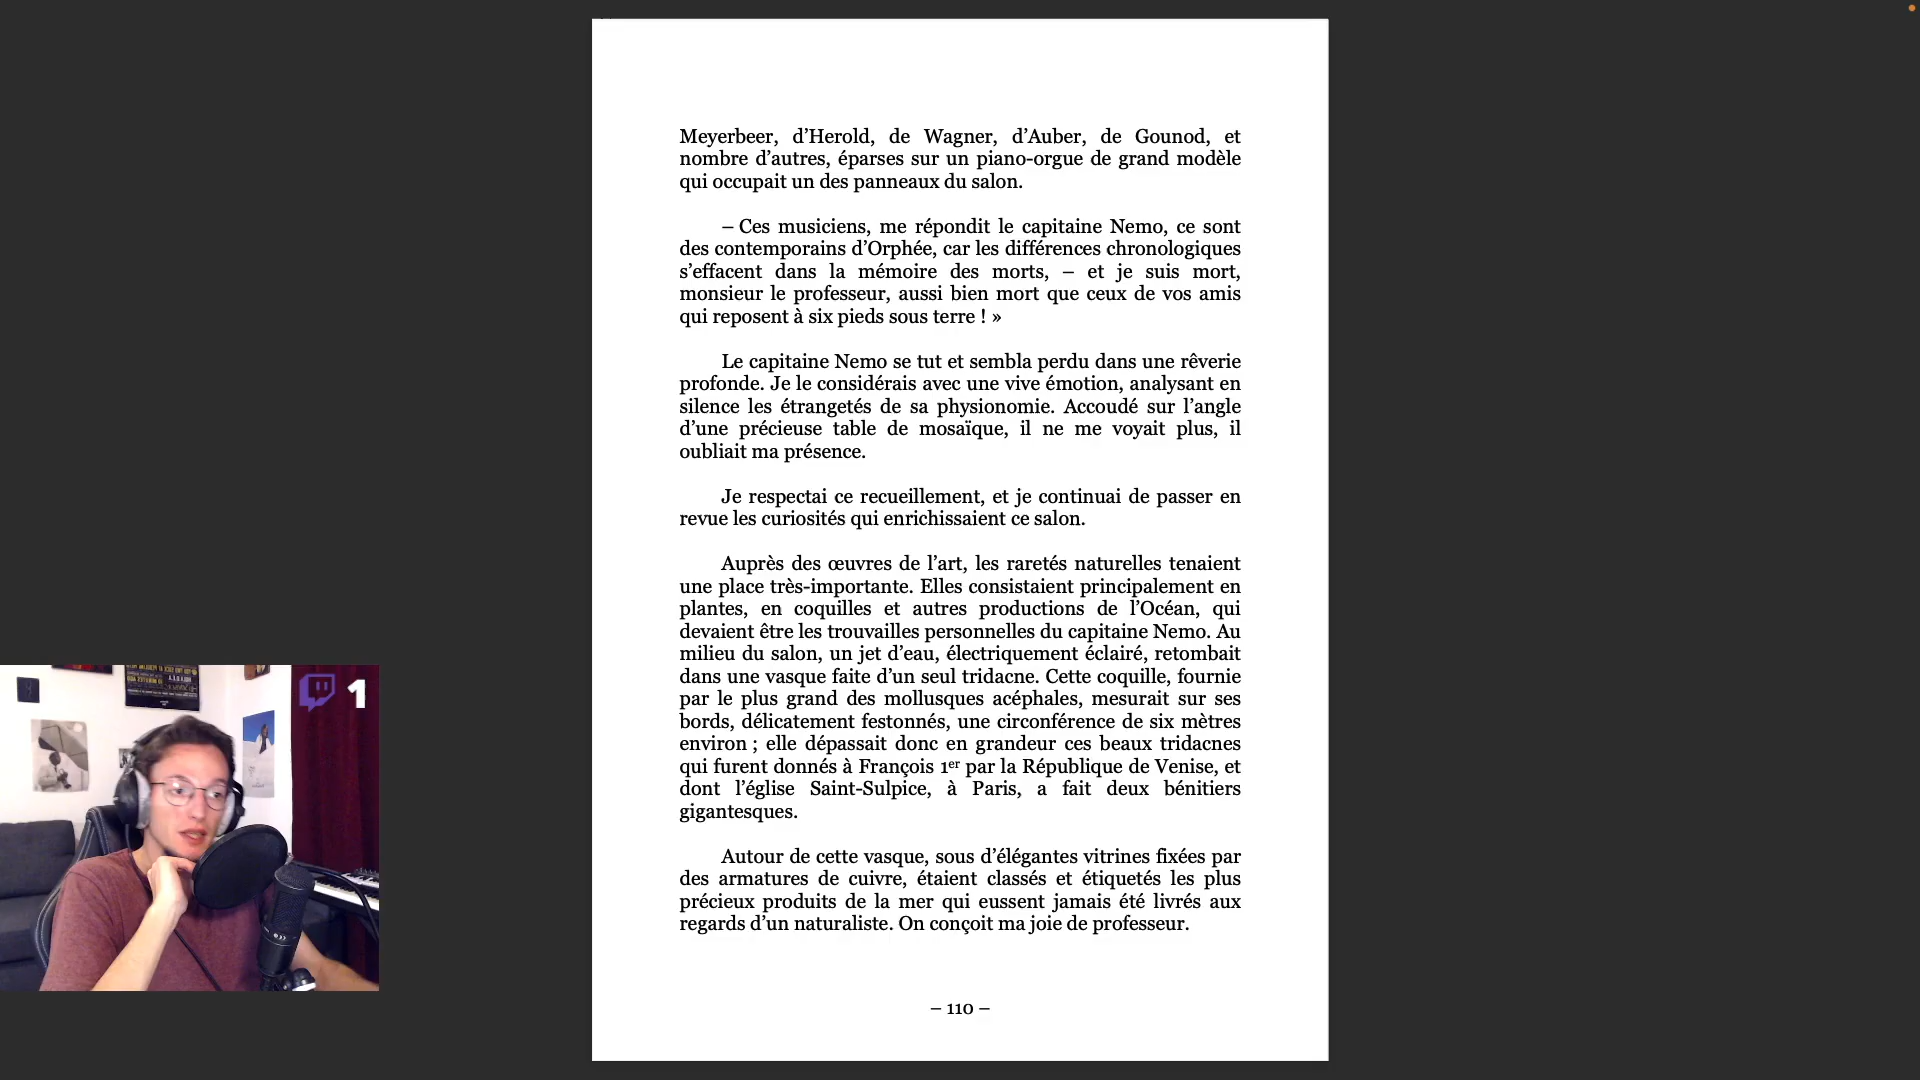 Meyerbeer, d’Herold, de Wagner, d’Auber, de Gounod, et
nombre d’autres, éparses sur un piano-orgue de grand modèle
qui occupait un des panneaux du salon.
– Ces musiciens, me répondit le capitaine Nemo, ce sont
des contemporains d’Orphée, car les différences chronologiques
s’effacent dans la mémoire des morts, – et je suis mort,
monsieur le professeur, aussi bien mort que ceux de vos amis
qui reposent à six pieds sous terre ! »
Le capitaine Nemo se tut et sembla perdu dans une rêverie
profonde. Je le considérais avec une vive émotion, analysant en
silence les étrangetés de sa physionomie. Accoudé sur l’angle
d’une précieuse table de mosaïque, il ne me voyait plus, il
oubliait ma présence.
Je respectai ce recueillement, et je continuai de passer en
revue les curiosités qui enrichissaient ce salon.
Auprès des œuvres de l’art, les raretés naturelles tenaient
une place très-importante. Elles consistaient principalement en
plantes, en coquilles et autres productions de l’Océan, qui
devaient être les trouvailles personnelles du capitaine Nemo. Au
milieu du salon, un jet d’eau, électriquement éclairé, retombait
dans une vasque faite d’un seul tridacne. Cette coquille, fournie
par le plus grand des mollusques acéphales, mesurait sur ses
bords, délicatement festonnés, une circonférence de six mètres
environ ; elle dépassait donc en grandeur ces beaux tridacnes
qui furent donnés à François 1er par la République de Venise, et
dont l’église Saint-Sulpice, à Paris, a fait deux bénitiers
gigantesques.
Autour de cette vasque, sous d’élégantes vitrines fixées par
des armatures de cuivre, étaient classés et étiquetés les plus
précieux produits de la mer qui eussent jamais été livrés aux
regards d’un naturaliste. On conçoit ma joie de professeur.
– 110 –
1